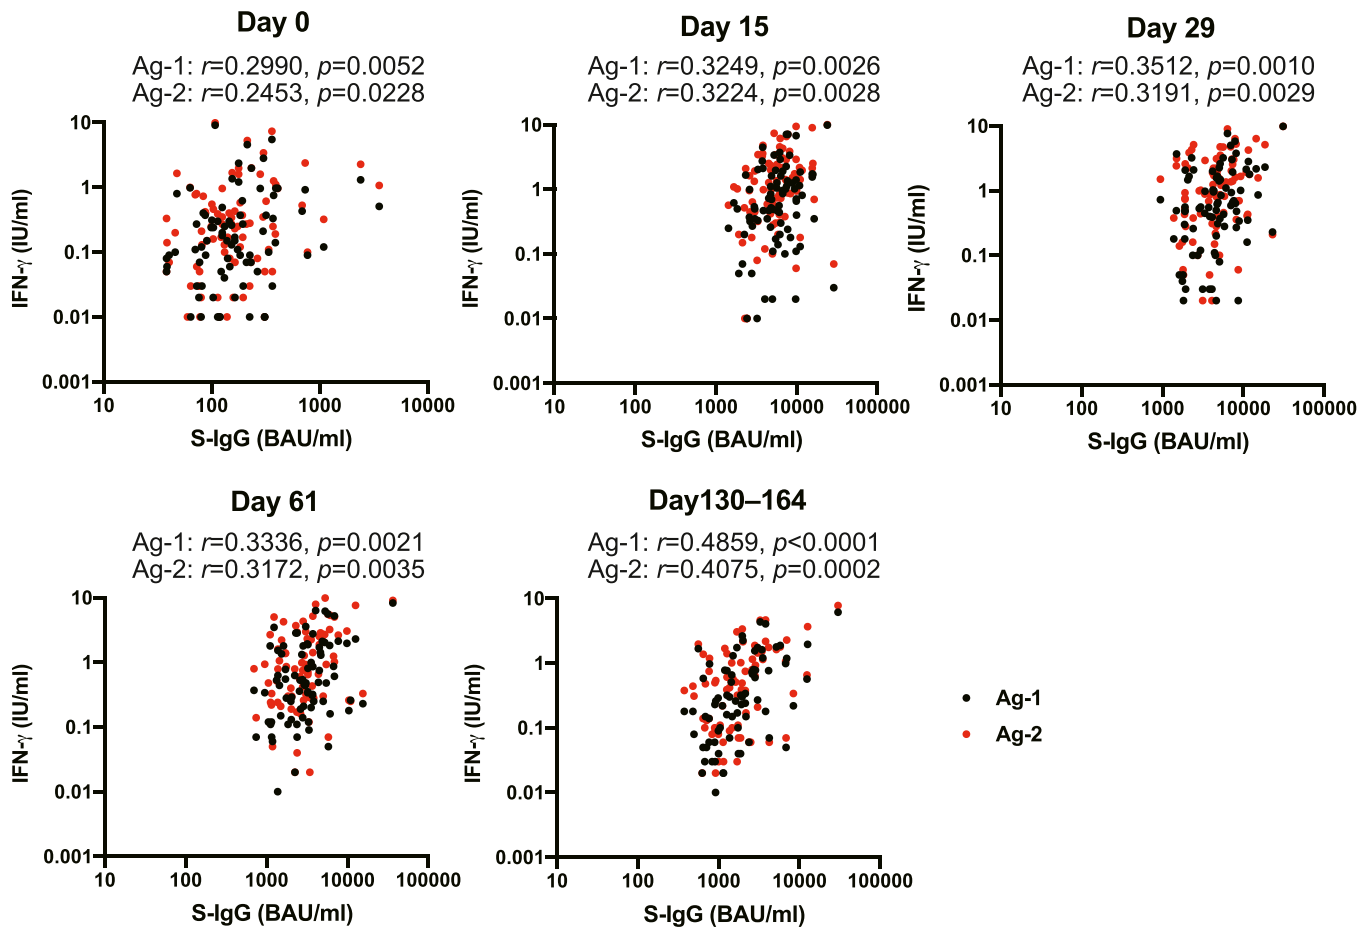 Day 0
Ag-1: r=0.2990, p=0.0052
Ag-2: r=0.2453, p=0.0228
10
1
0.1
0.01
0.001
IFN-γ (IU/ml)
10 100 1000 10000
S-IgG (BAU/ml)
Day 15
Ag-1: r=0.3249, p=0.0026
Ag-2: r=0.3224, p=0.0028
10
1
0.1
0.01
0.001
IFN-γ (IU/ml)
10 100 1000 10000 100000
S-IgG (BAU/ml)
Day 29
Ag-1: r=0.3512, p=0.0010
Ag-2: r=0.3191, p=0.0029
10
1
0.1
0.01
0.001
IFN-γ (IU/ml)
10 100 1000 10000 100000
S-IgG (BAU/ml)
Day 61
Ag-1: r=0.3336, p=0.0021
Ag-2: r=0.3172, p=0.0035
10
1
0.1
0.01
0.001
IFN-γ (IU/ml)
10 100 1000 10000 100000
S-IgG (BAU/ml)
Day130–164
Ag-1: r=0.4859, p<0.0001
Ag-2: r=0.4075, p=0.0002
10
1
0.1
0.01
0.001
IFN-γ (IU/ml)
10 100 1000 10000 100000
S-IgG (BAU/ml)
Ag-1
Ag-2